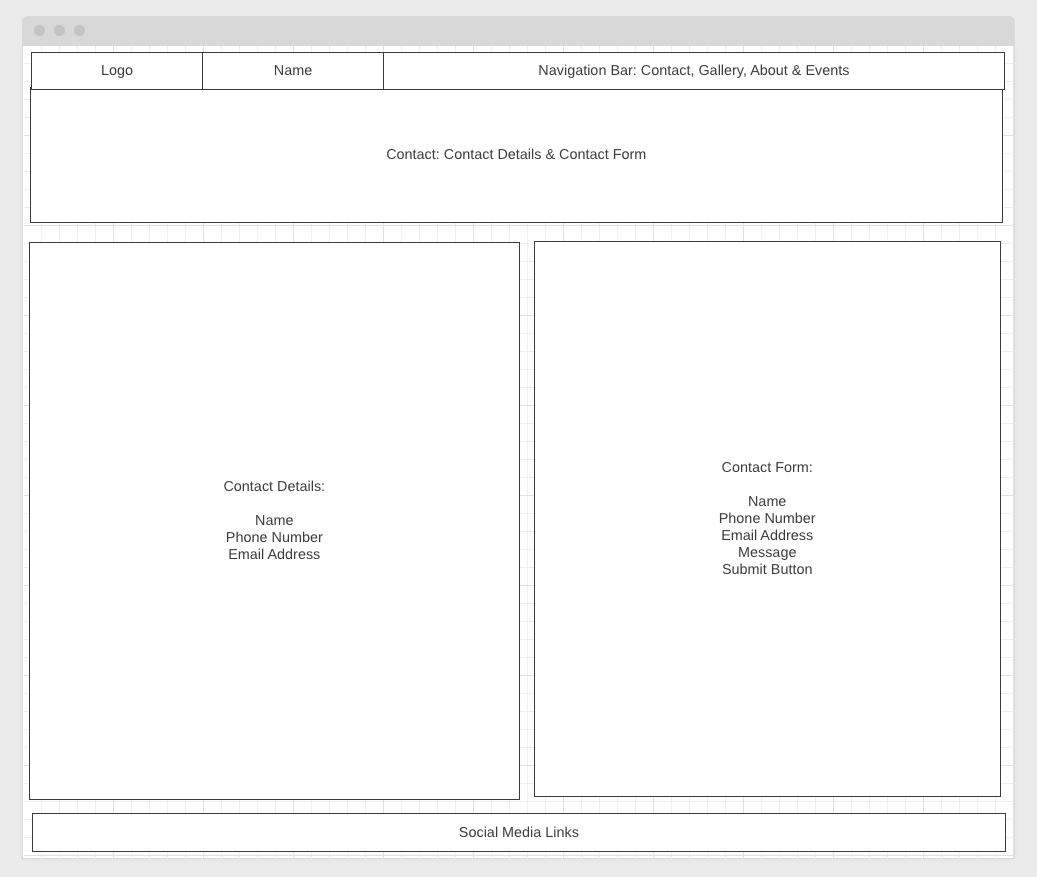 Logo
Name
Navigation Bar: Contact, Gallery, About & Events
Contact: Contact Details & Contact Form
Contact Details:
Name
Phone Number
Email Address
Contact Form:
Name
Phone Number
Email Address
Message
Submit Button
Social Media Links